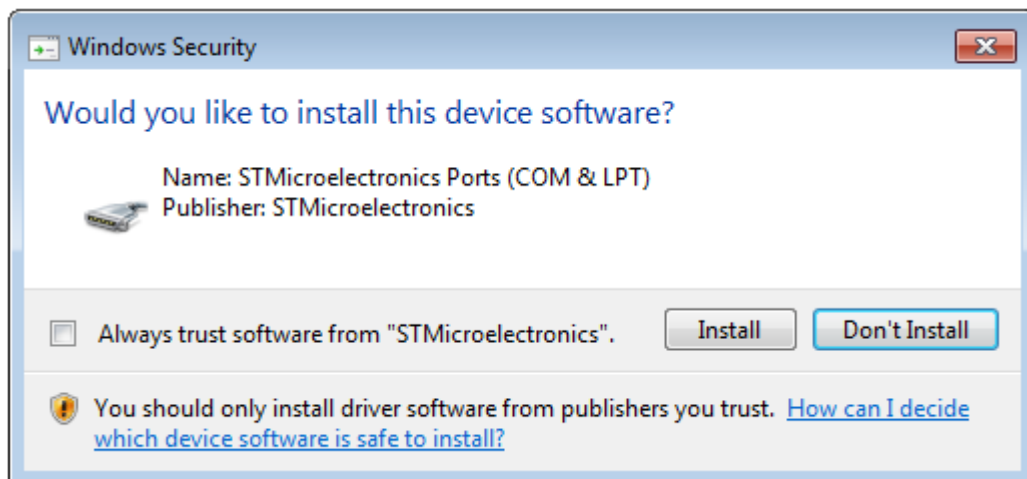 Windows Security
Would you like to install this device software?
Name: STMicroelectronics Ports (COM & LPT)
Publisher: STMicroelectronics
Always trust software from "STMicroelectronics".
Install
Don't Install
You should only install driver software from publishers you trust. How can I decide
which device software is safe to install?